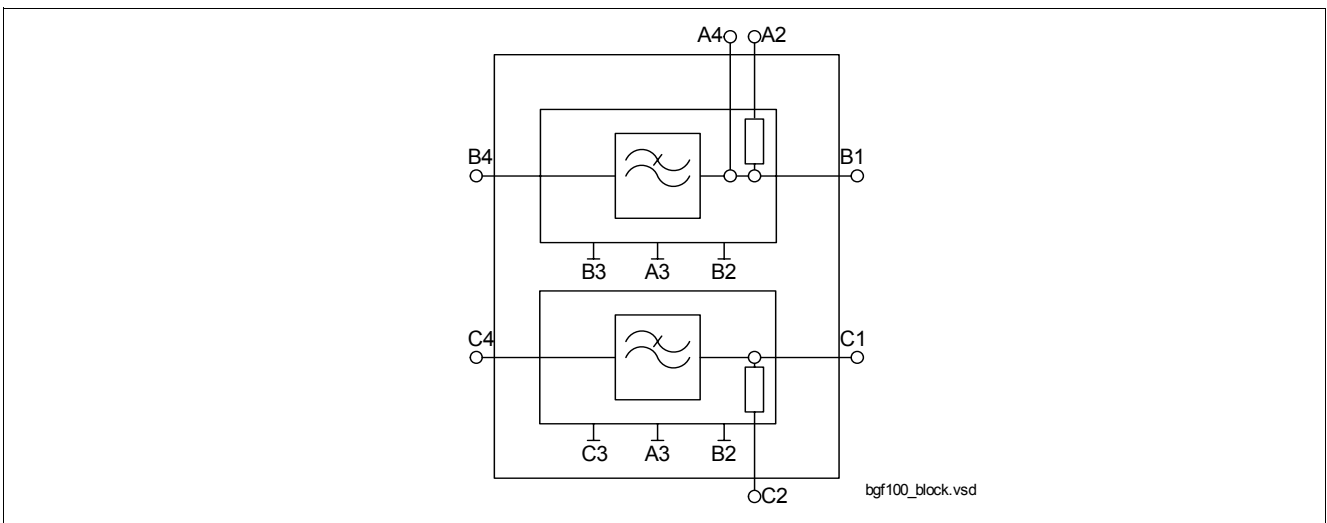 A4 A2
B4 B1
B3 A3 B2
C4 C1
C3 A3 B2
C2
bgf100_block.vsd